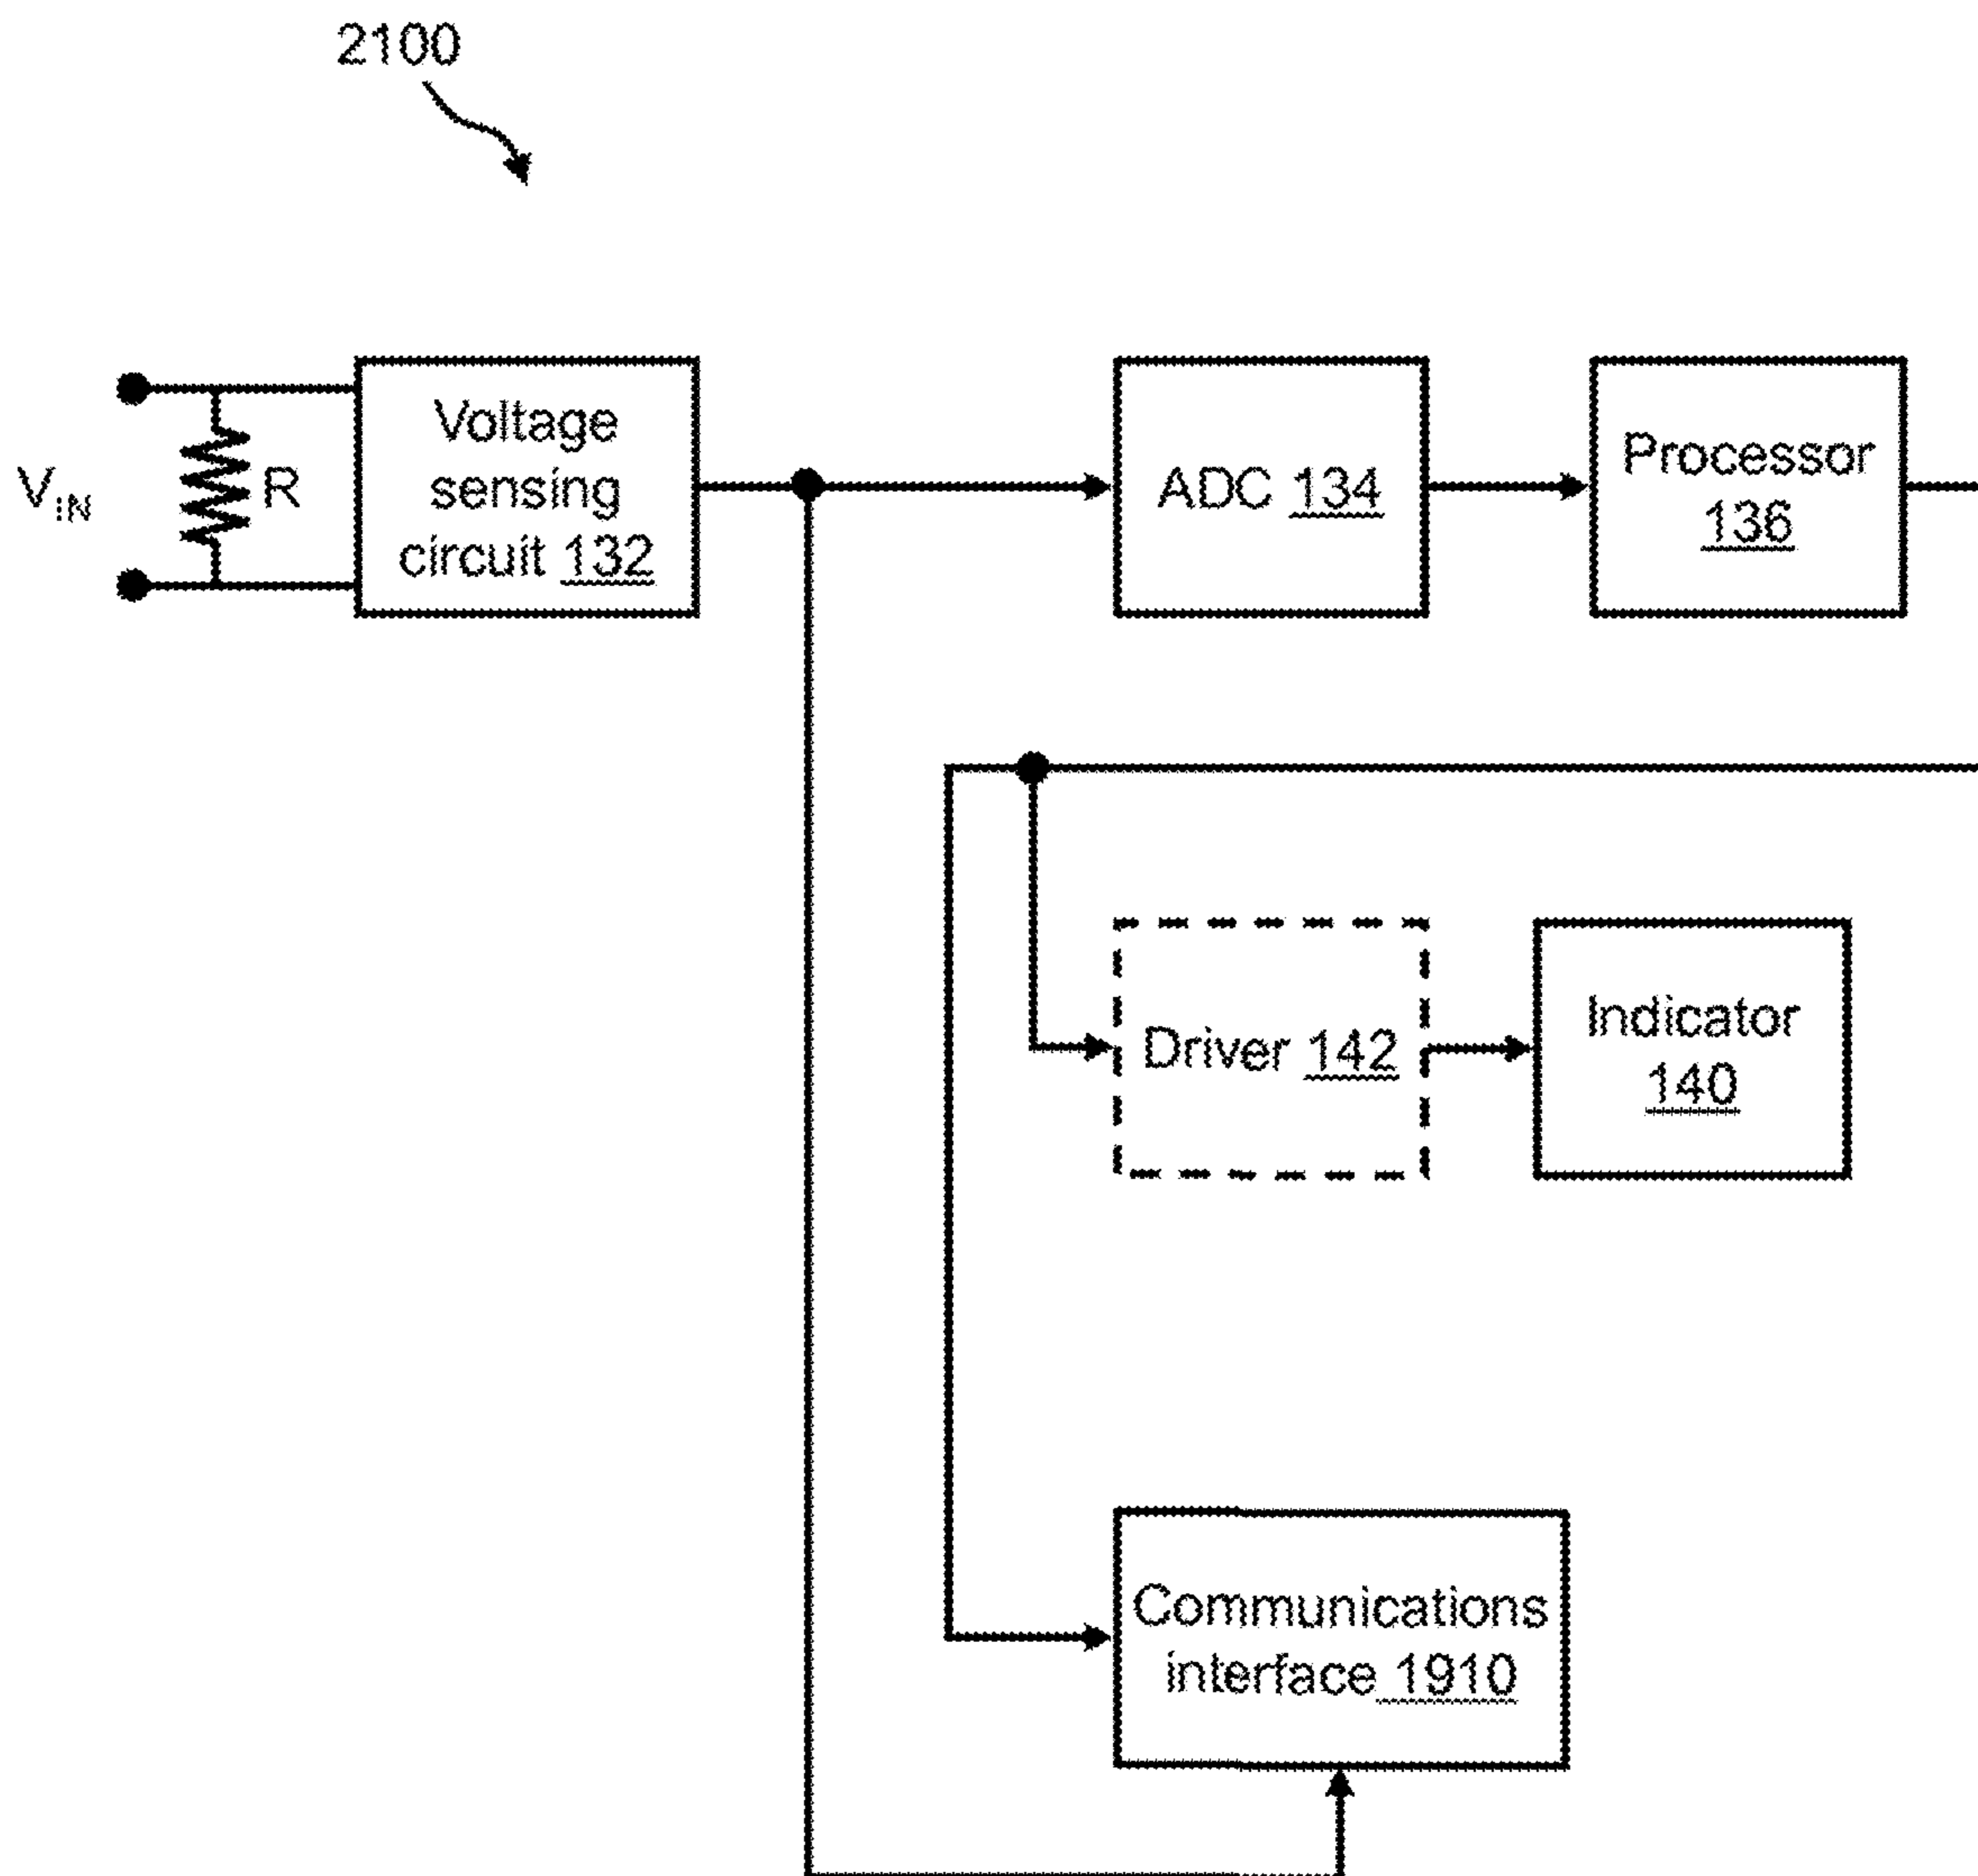 2100
VIN
R
Voltage
sensing
circuit 132
ADC 134
Processor
136
Driver 142
Indicator
140
Communications
interface 1910